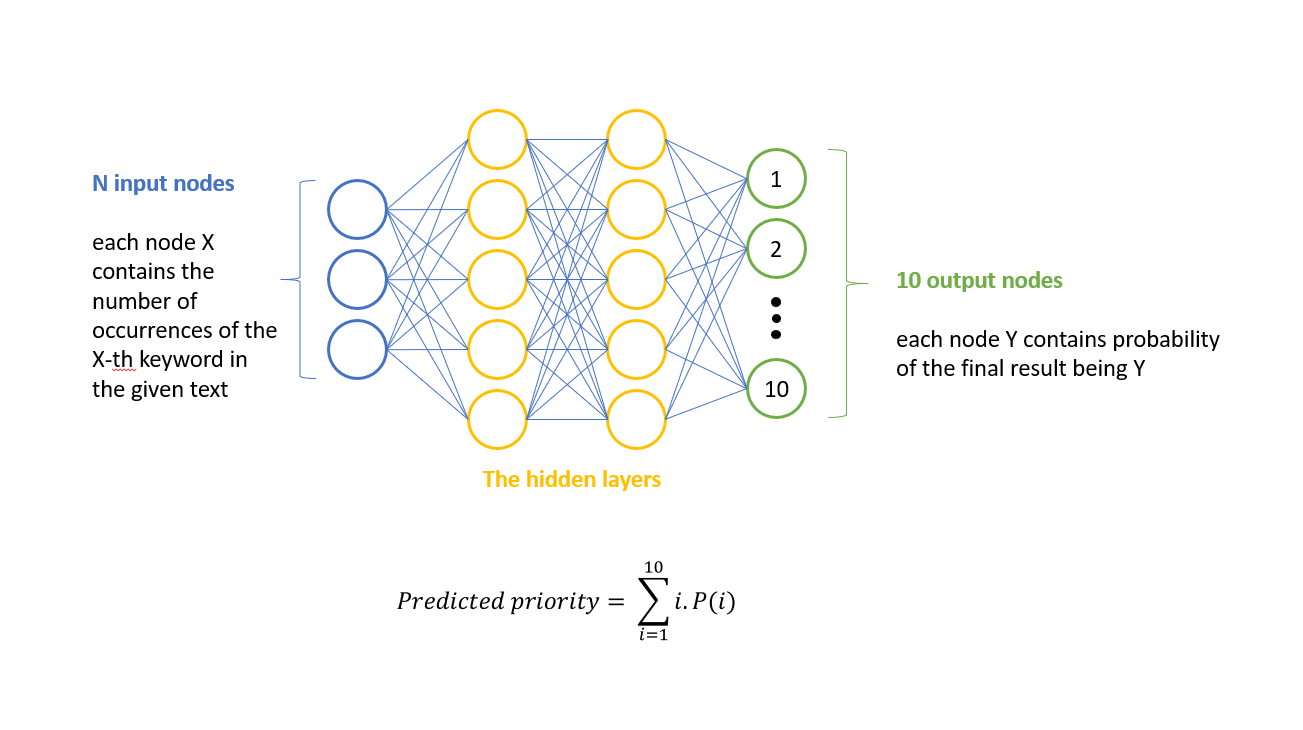 N input nodes
each node X
contains the
number of
occurrences of the
X-th keyword in
the given text
The hidden layers
1
2
10
10 output nodes
each node Y contains probability
of the final result being Y
10
Predicted priority = ∑ i. P(i)
i=1